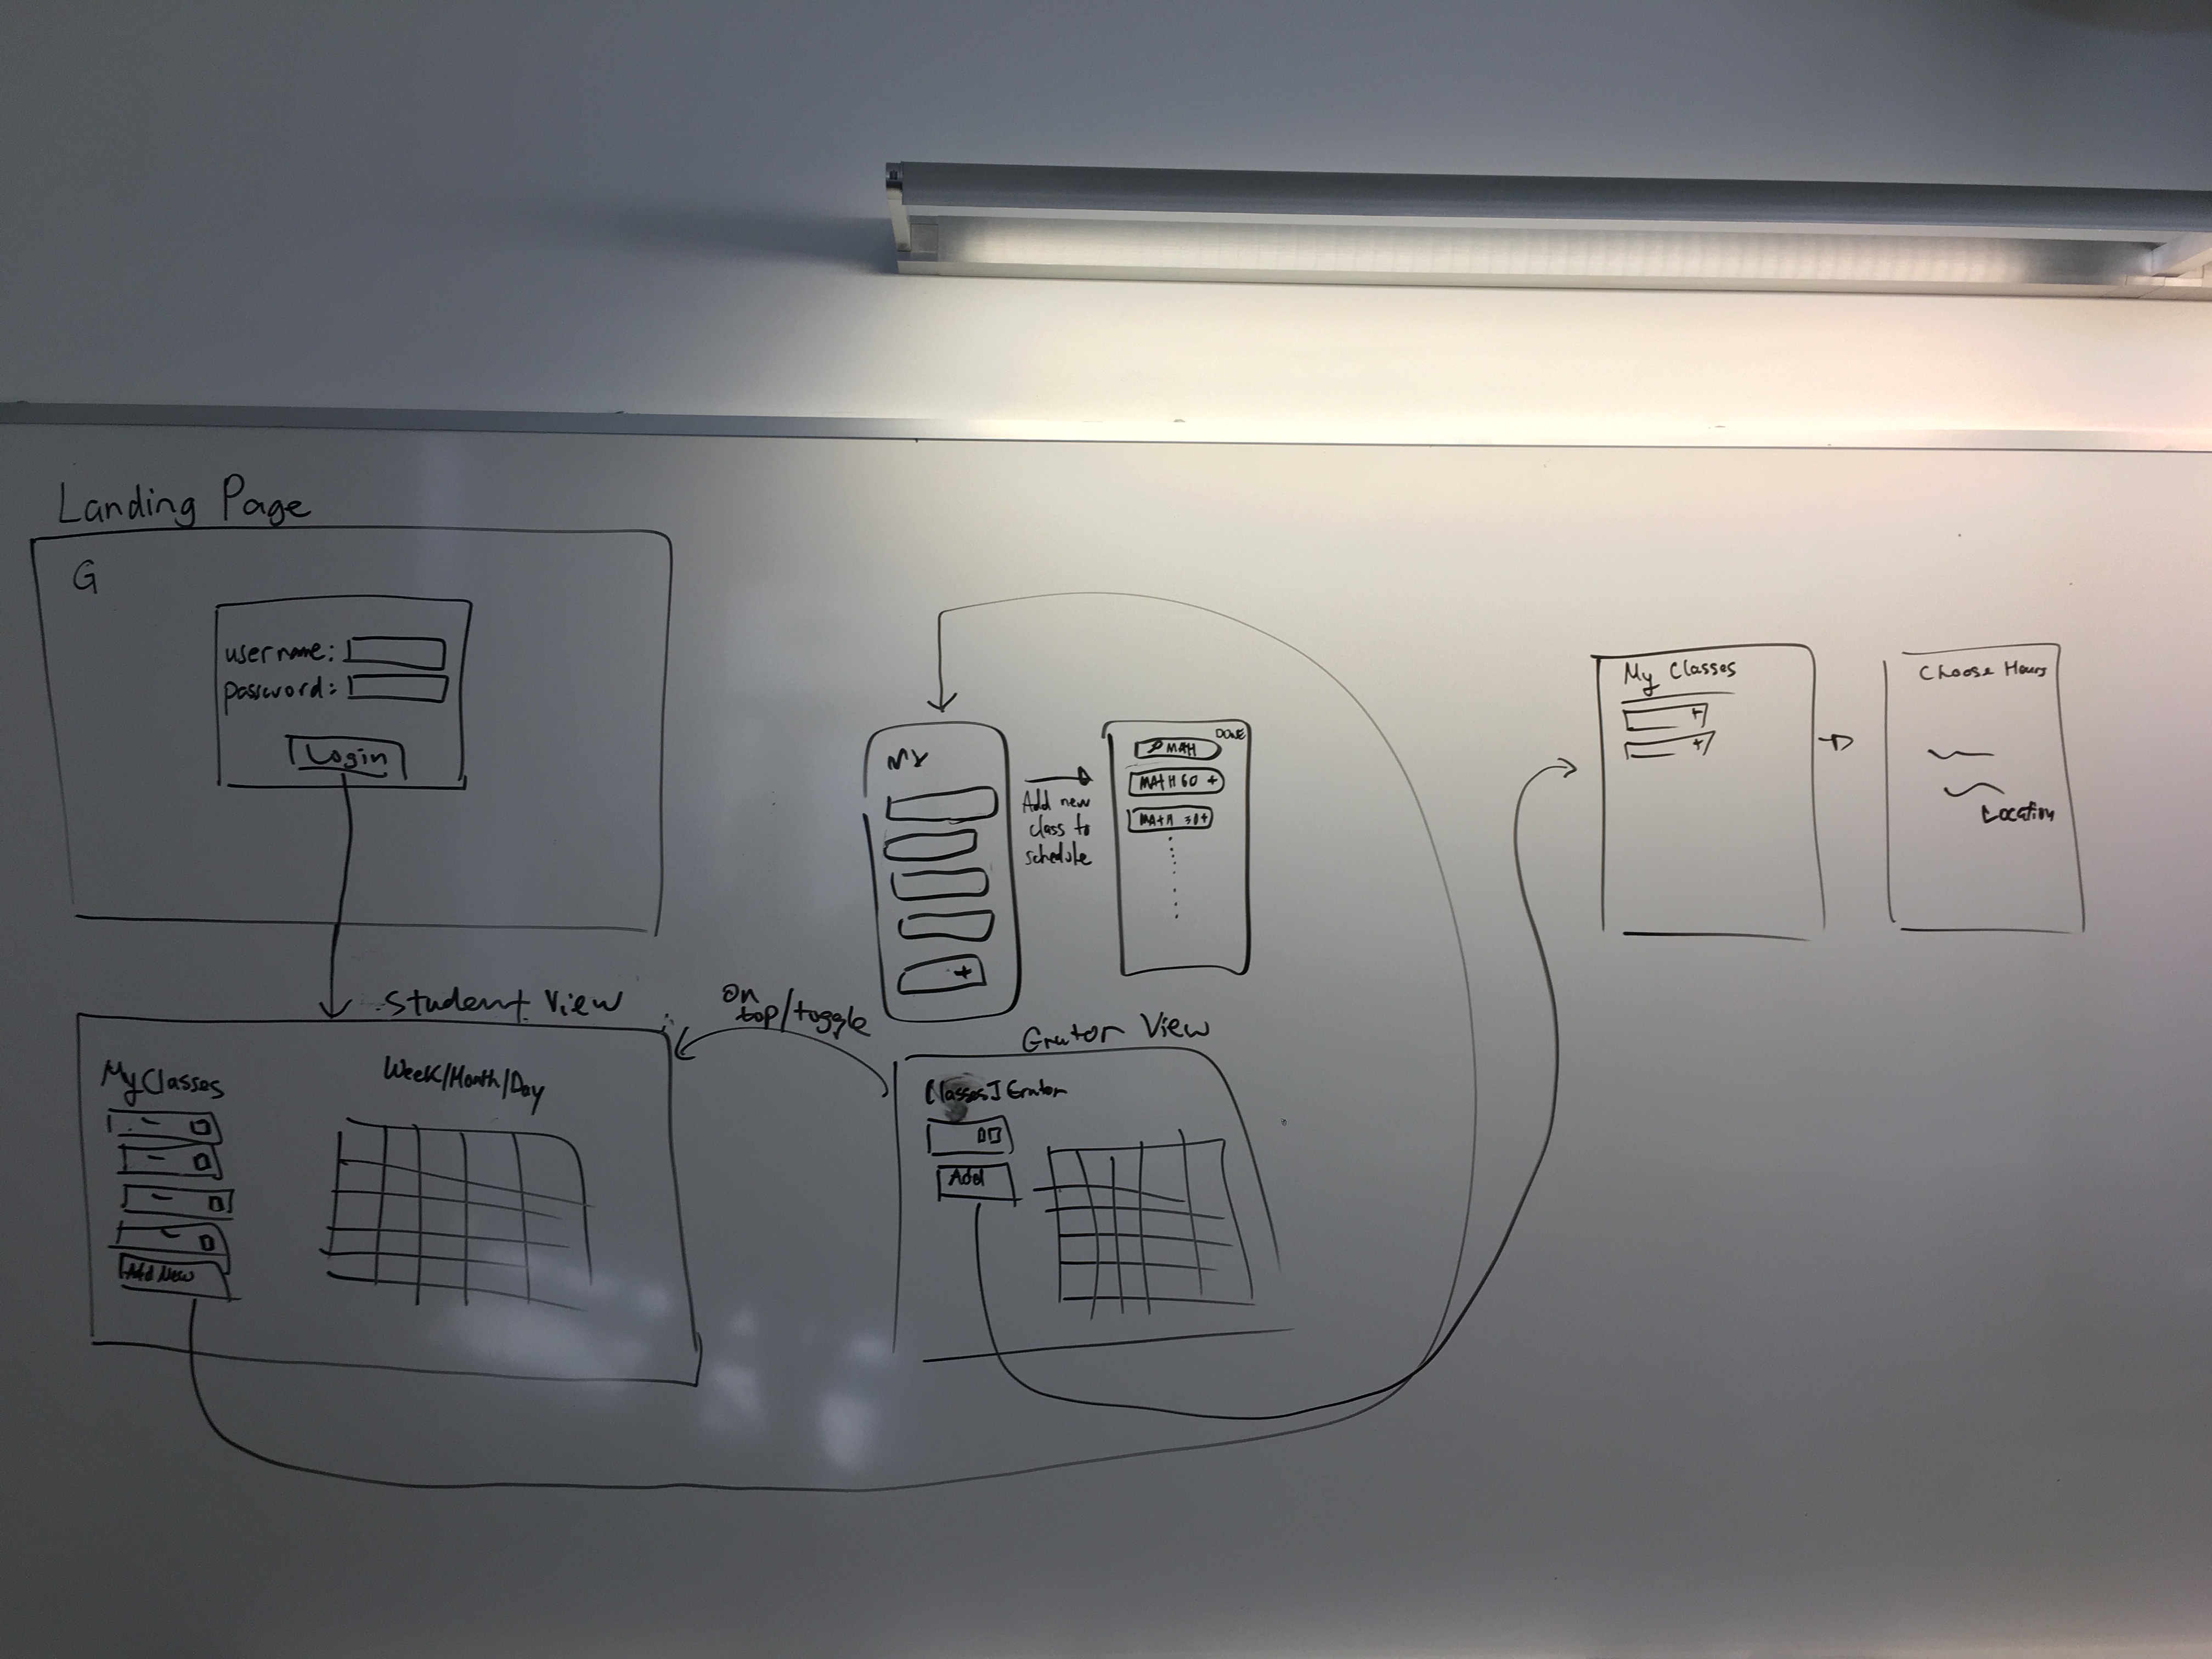 Landing Page
G
username:
password:
Login
Student View
My Classes
Week/Month/Day
Add New
On
top/toggle
My
+
Add new
class to
schedule
DONE
MATH
MATH 60 +
MATH 30+
Grutor View
Classes I Grutor
Add
My Classes
+
+
Choose Hours
Location